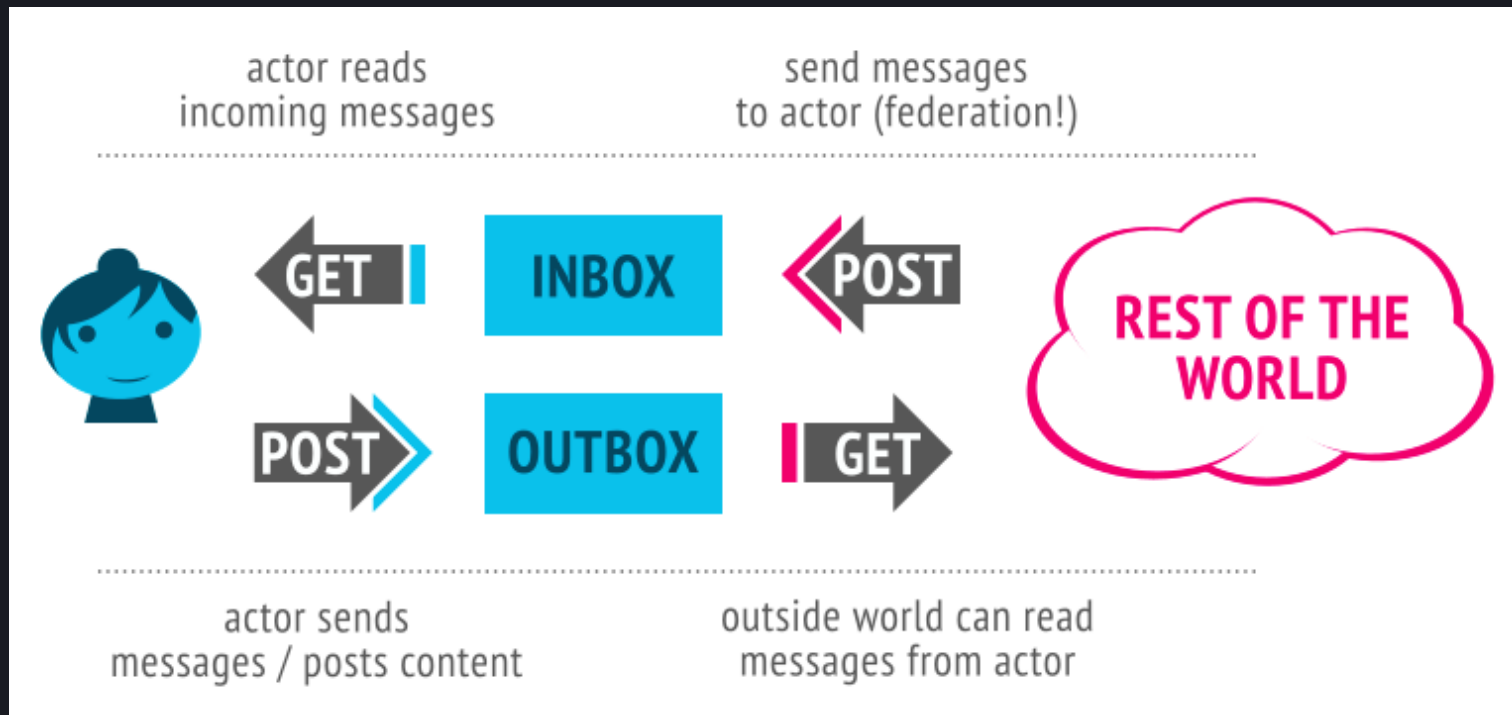 actor reads
incoming messages
send messages
to actor (federation!)
GET
INBOX
POST
REST OF THE
WORLD
POST
OUTBOX
GET
actor sends
messages / posts content
outside world can read
messages from actor